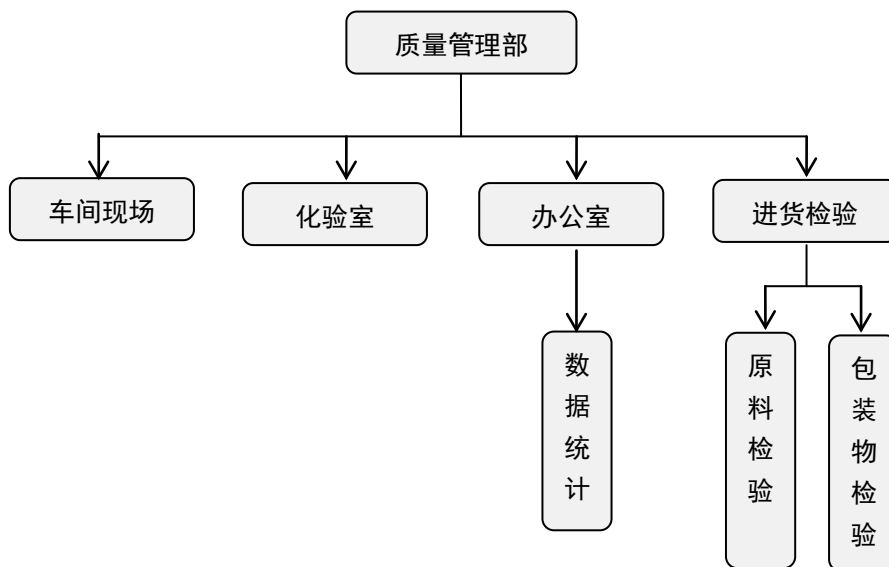 质量管理部
车间现场
化验室
办公室
进货检验
数据统计
原料检验
包装物检验